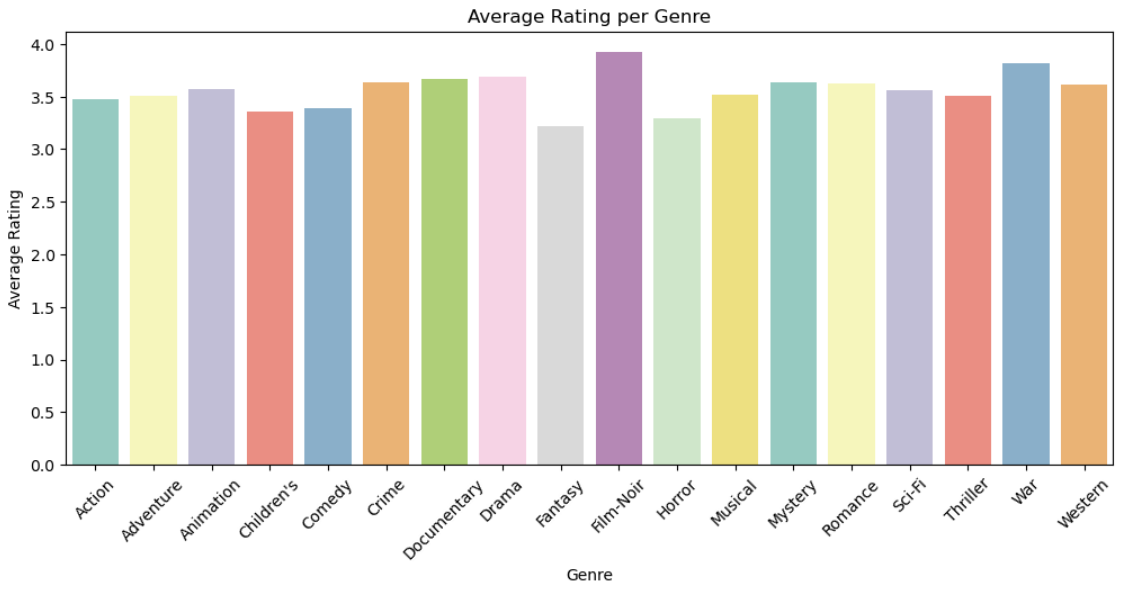 Average Rating per Genre
Average Rating
4.0
3.5
3.0
2.5
2.0
1.5
1.0
0.5
0.0
Action
Adventure
Animation
Children's
Comedy
Crime
Documentary
Drama
Fantasy
Film-Noir
Horror
Musical
Mystery
Romance
Sci-Fi
Thriller
War
Western
Genre